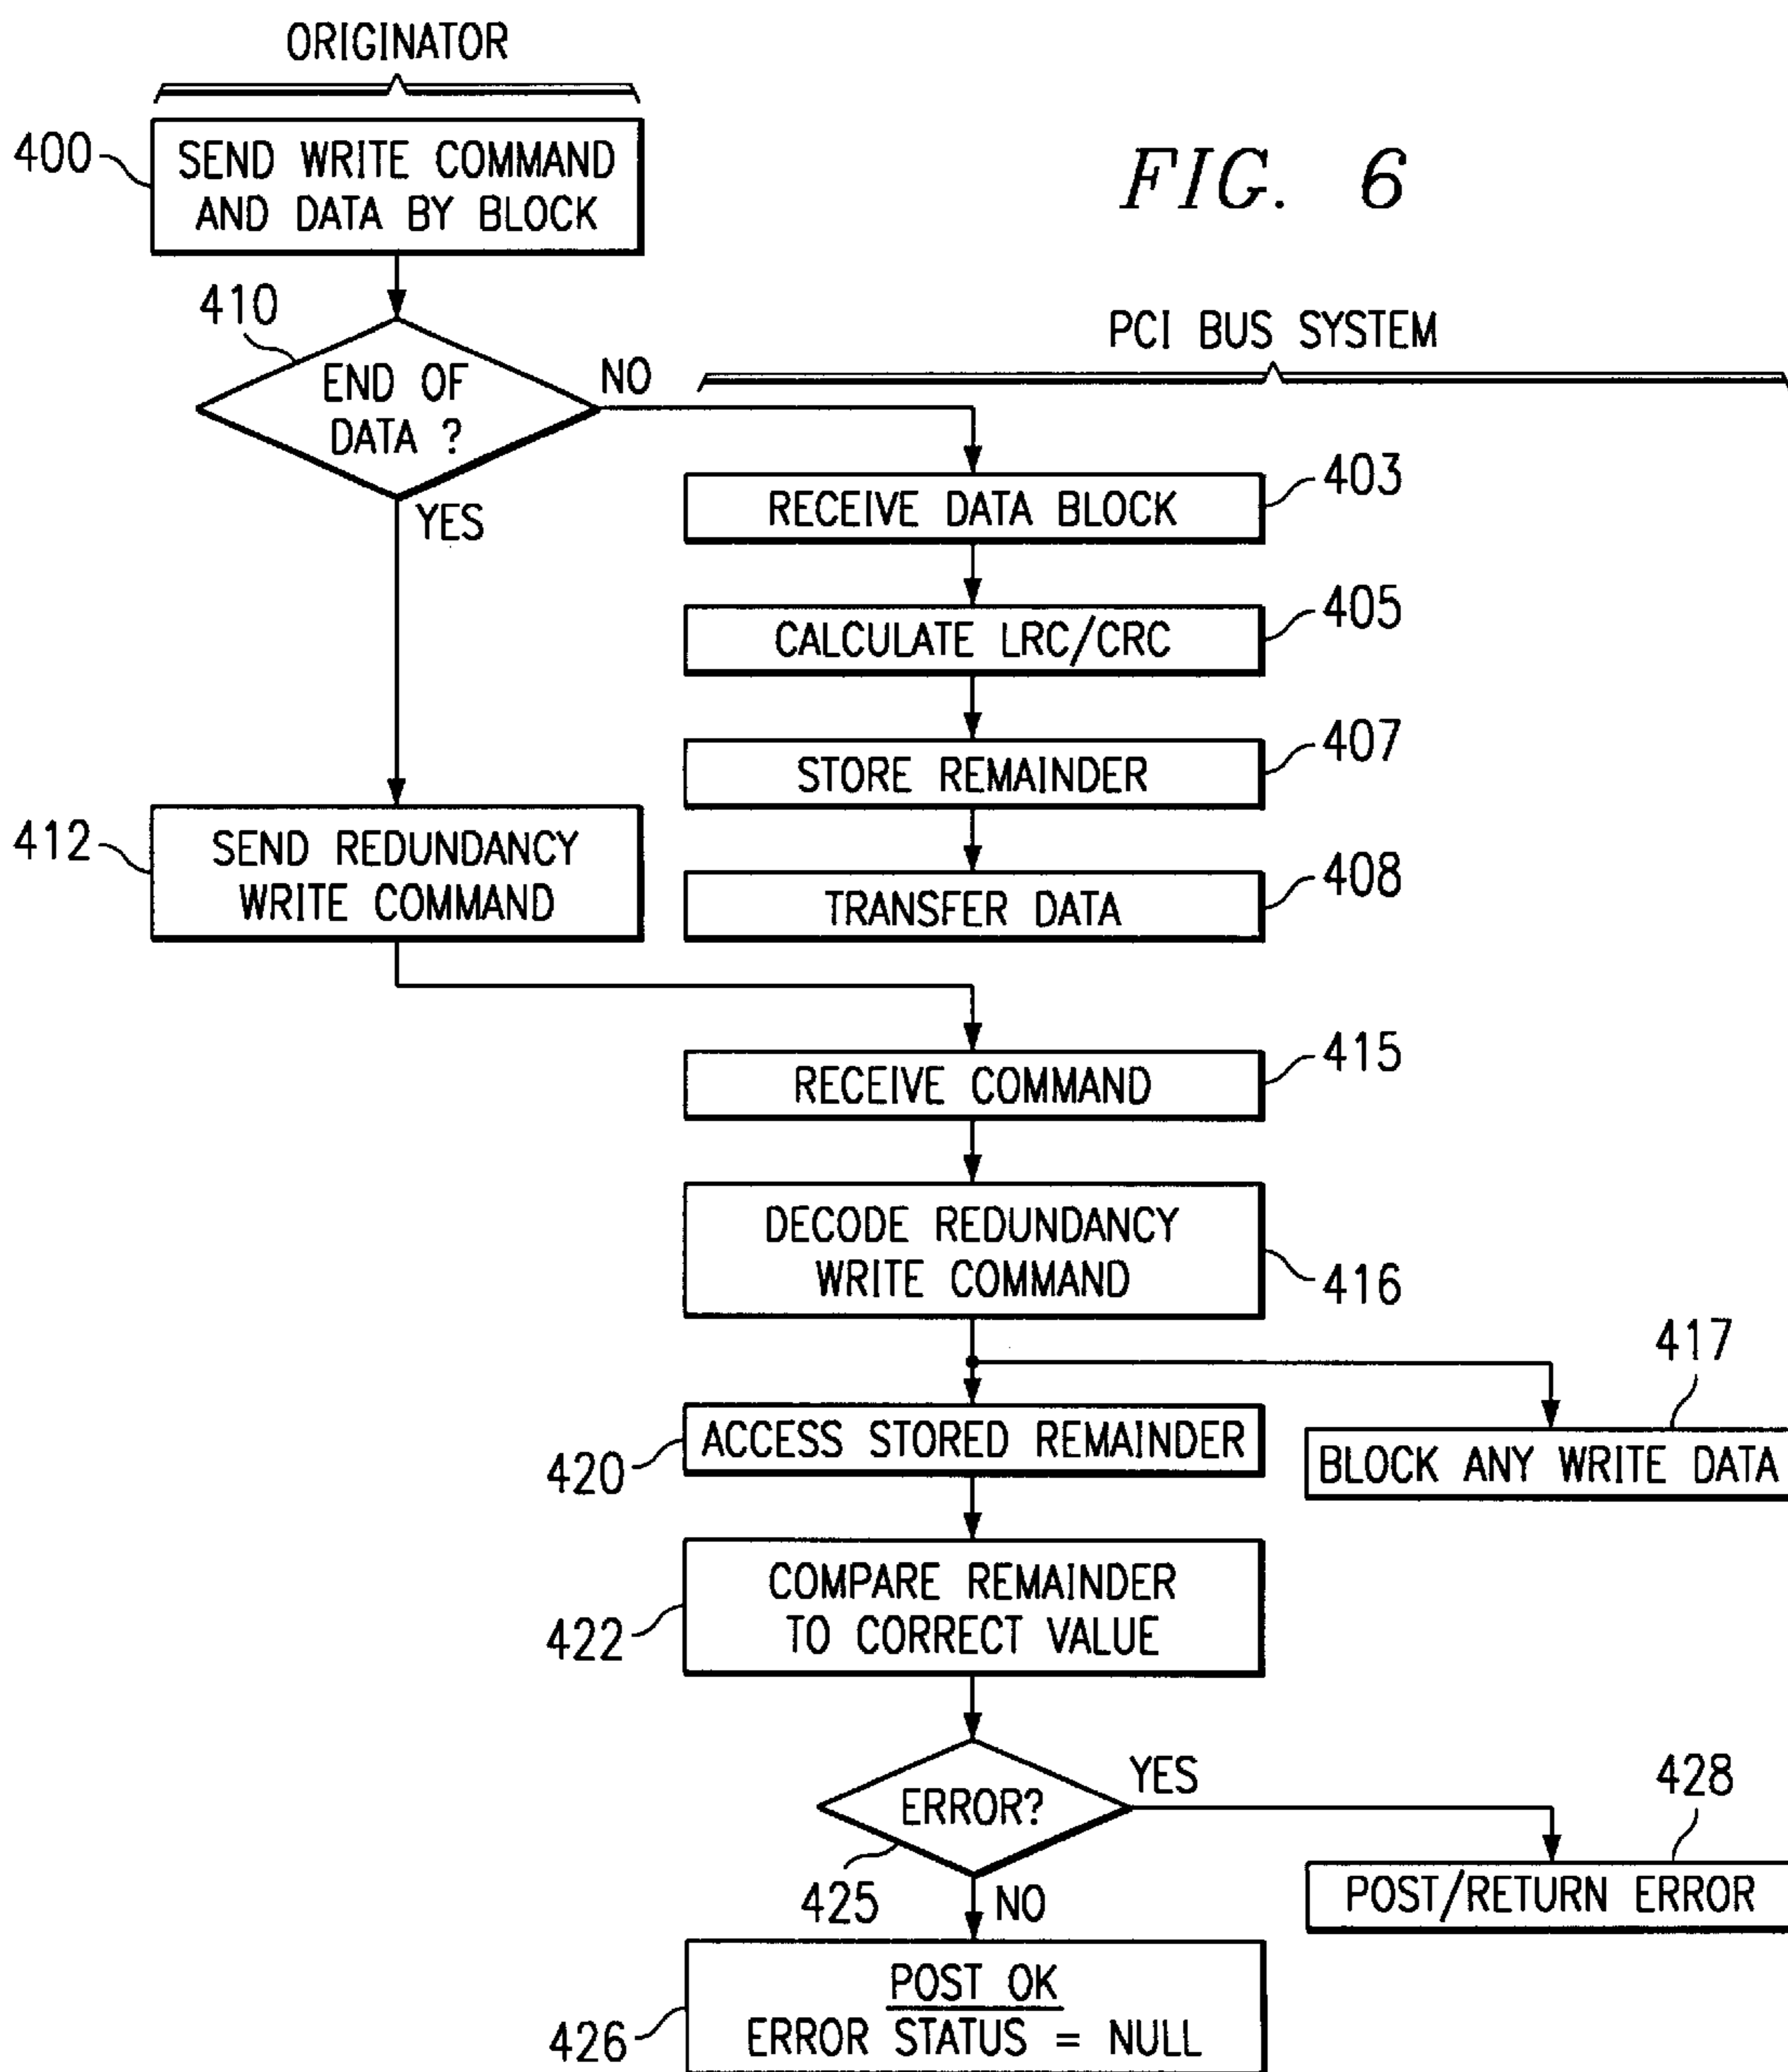 ORIGINATOR
400
SEND WRITE COMMAND
AND DATA BY BLOCK
FIG. 6
410
END OF
DATA ?
NO
YES
PCI BUS SYSTEM
RECEIVE DATA BLOCK
403
CALCULATE LRC/CRC
405
STORE REMAINDER
407
TRANSFER DATA
408
412
SEND REDUNDANCY
WRITE COMMAND
RECEIVE COMMAND
415
DECODE REDUNDANCY
WRITE COMMAND
416
417
BLOCK ANY WRITE DATA
ACCESS STORED REMAINDER
420
COMPARE REMAINDER
TO CORRECT VALUE
422
ERROR?
YES
425
NO
428
POST/RETURN ERROR
POST OK
ERROR STATUS = NULL
426